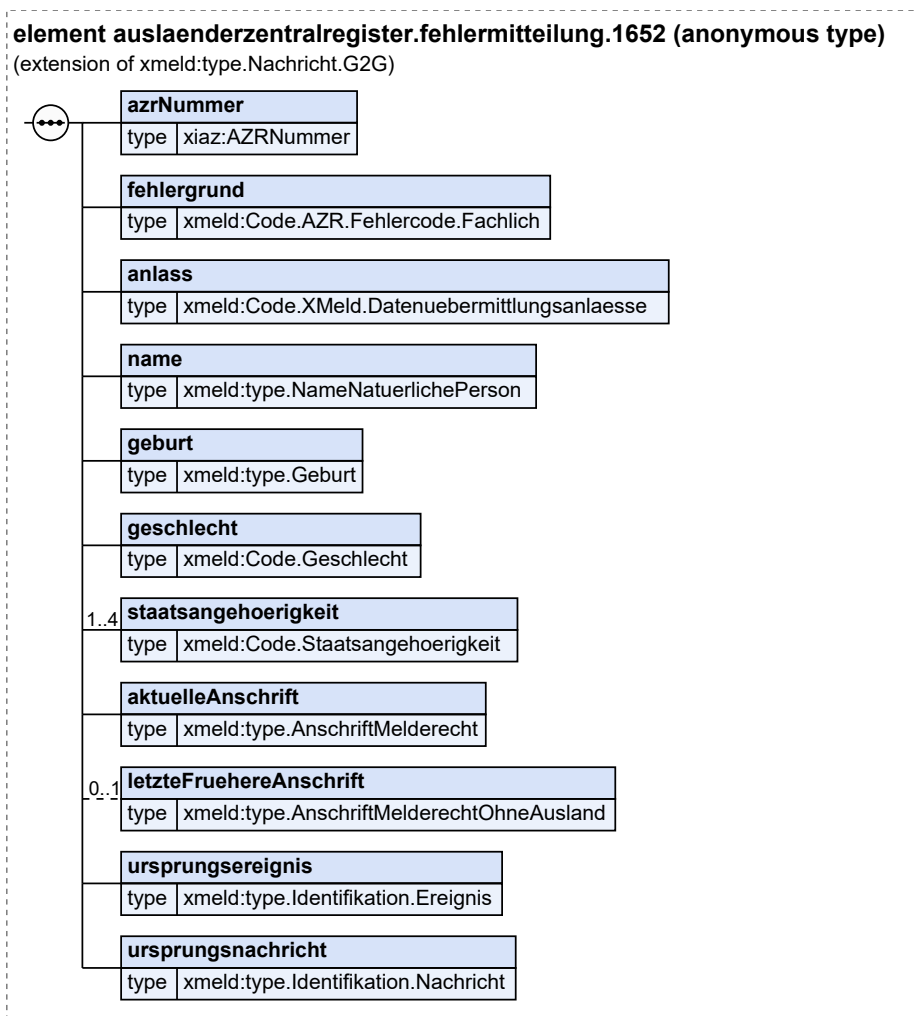 element auslaenderzentralregister.fehlermitteilung.1652 (anonymous type)
(extension of xmeld:type.Nachricht.G2G)
azrNummer
type xiaz:AZRNummer
fehlergrund
type xmeld:Code.AZR.Fehlercode.Fachlich
anlass
type xmeld:Code.XMeld.Datenuebermittlungsanlaesse
name
type xmeld:type.NameNatuerlichePerson
geburt
type xmeld:type.Geburt
geschlecht
type xmeld:Code.Geschlecht
1..4 staatsangehoerigkeit
type xmeld:Code.Staatsangehoerigkeit
aktuelleAnschrift
type xmeld:type.AnschriftMelderecht
0..1 letzteFruehereAnschrift
type xmeld:type.AnschriftMelderechtOhneAusland
ursprungsereignis
type xmeld:type.Identifikation.Ereignis
ursprungsnachricht
type xmeld:type.Identifikation.Nachricht